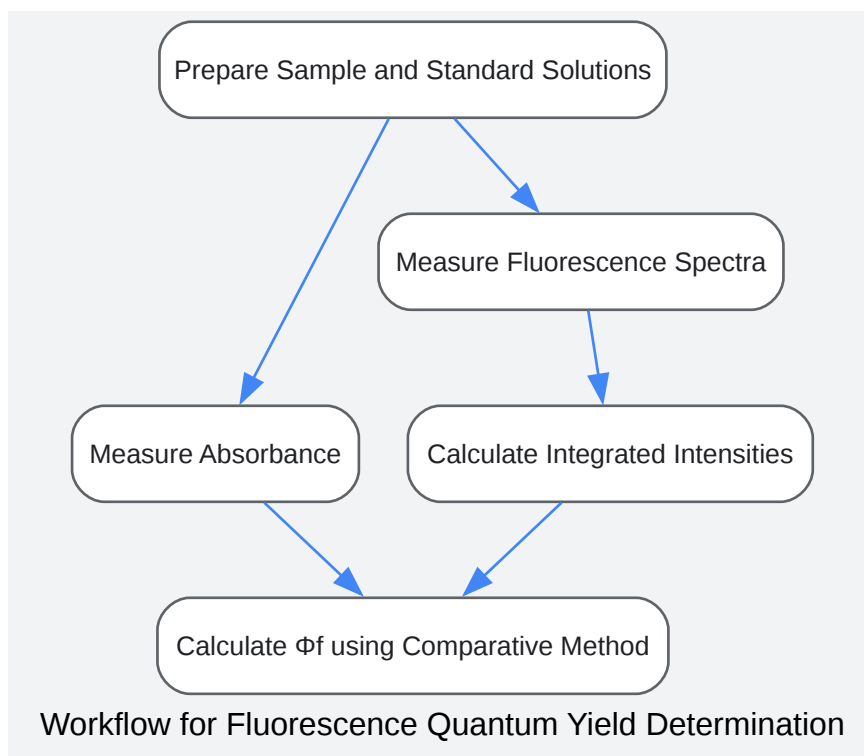 Prepare Sample and Standard Solutions
Measure Fluorescence Spectra
Measure Absorbance
Calculate Integrated Intensities
Calculate Φf using Comparative Method
Workflow for Fluorescence Quantum Yield Determination